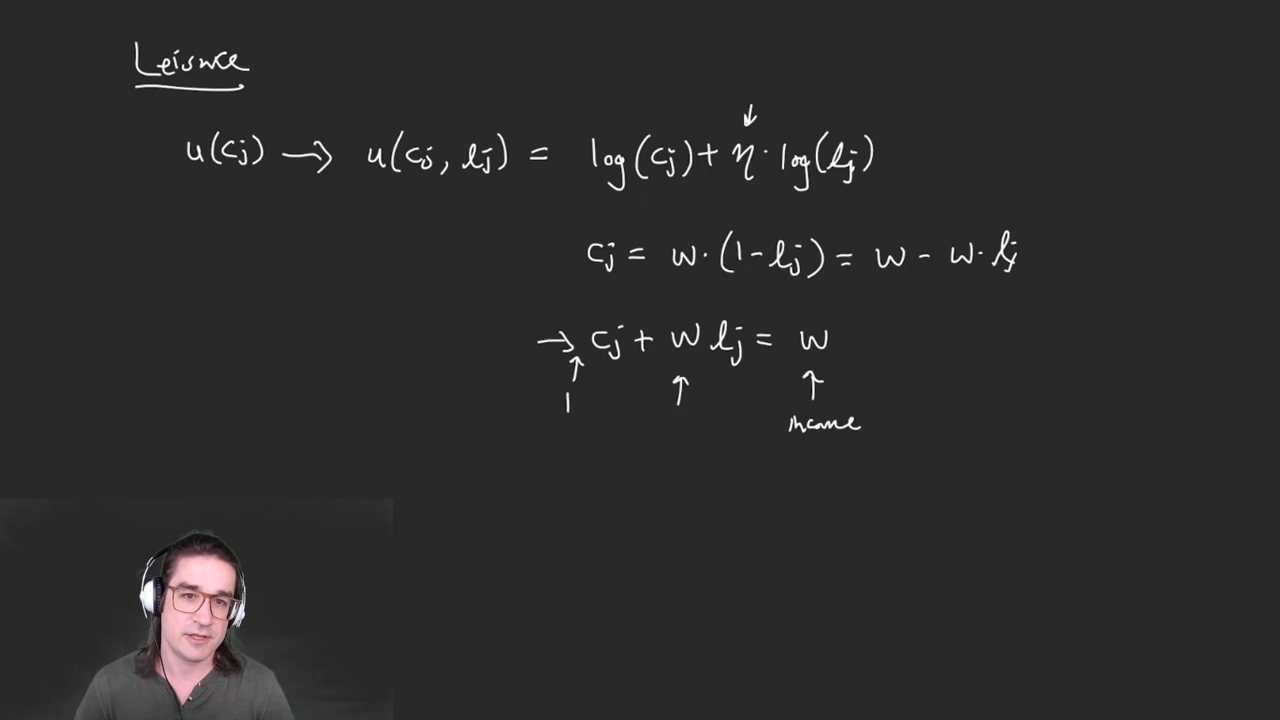 Leisure
u(cj) → u(cj, lj) = log(cj) + η · log(lj)
↓
cj = w · (1 - lj) = w - w · lj
→ cj + w lj = w
↑ ↑ ↑
1 income